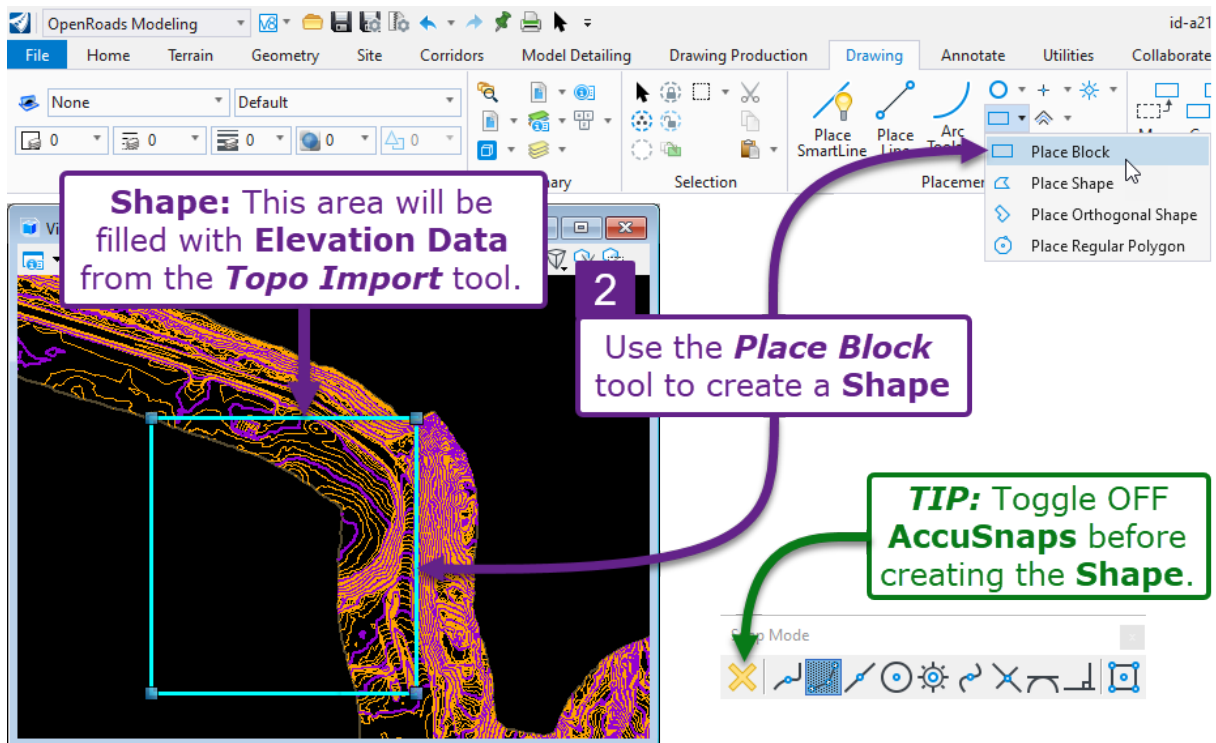 OpenRoads Modeling
id-a21
File Home Terrain Geometry Site Corridors Model Detailing Drawing Production Drawing Annotate Utilities Collaborate
None
Default
0 0 0 0 0
Place SmartLine
Place
Arc
Selection
Place Block
Place Shape
Place Orthogonal Shape
Place Regular Polygon
Shape: This area will be
filled with Elevation Data
from the Topo Import tool.
2
Use the Place Block
tool to create a Shape
TIP: Toggle OFF
AccuSnaps before
creating the Shape.
Mode